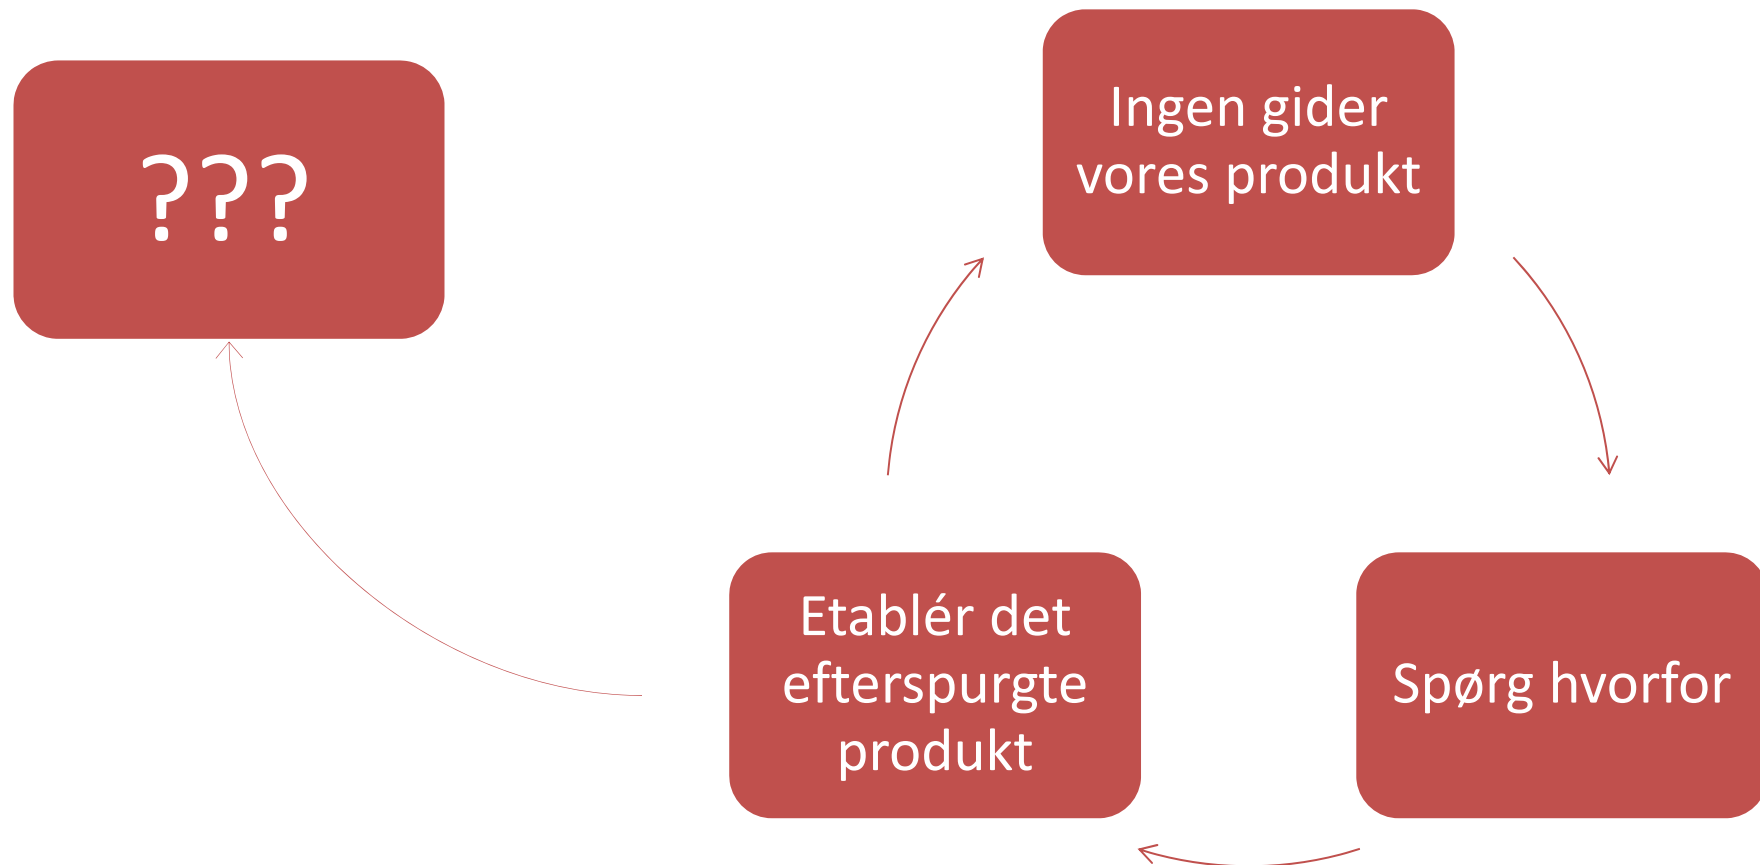 ???
Ingen gider
vores produkt
Spørg hvorfor
Etablér det
efterspurgte
produkt